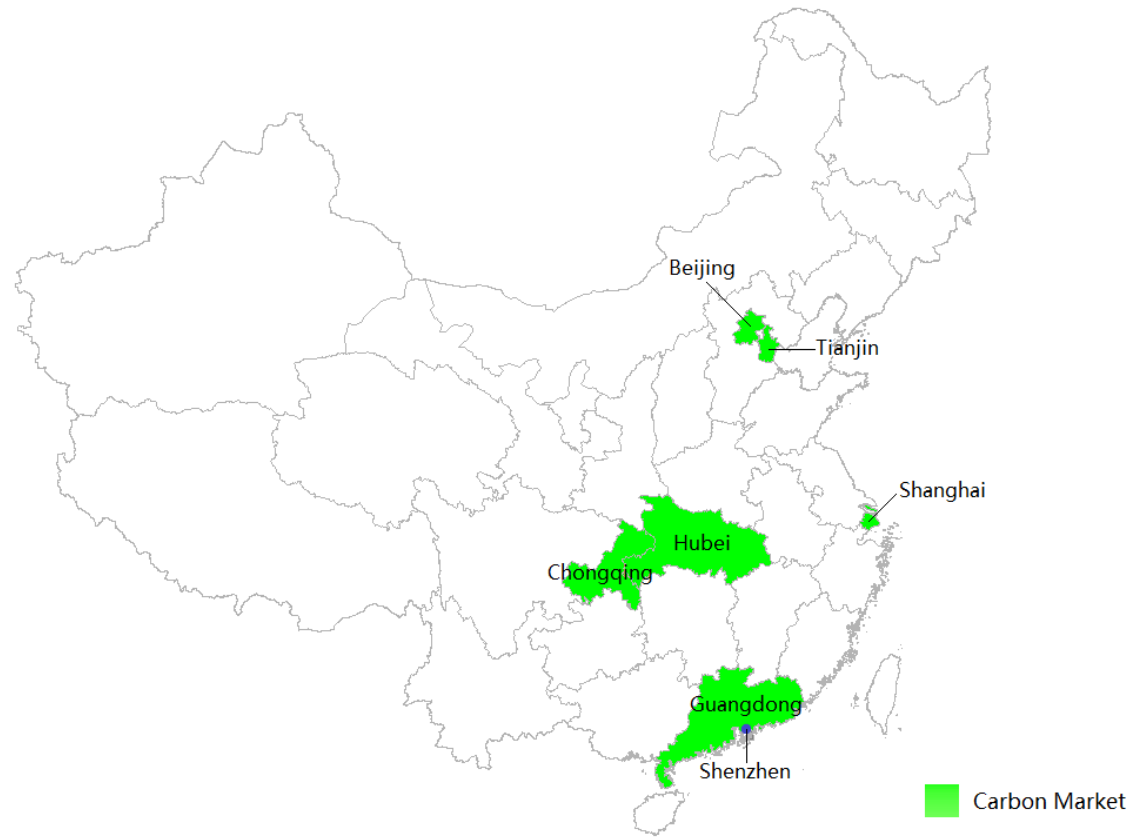 Beijing
Tianjin
Shanghai
Hubei
Chongqing
Guangdong
Shenzhen
Carbon Market